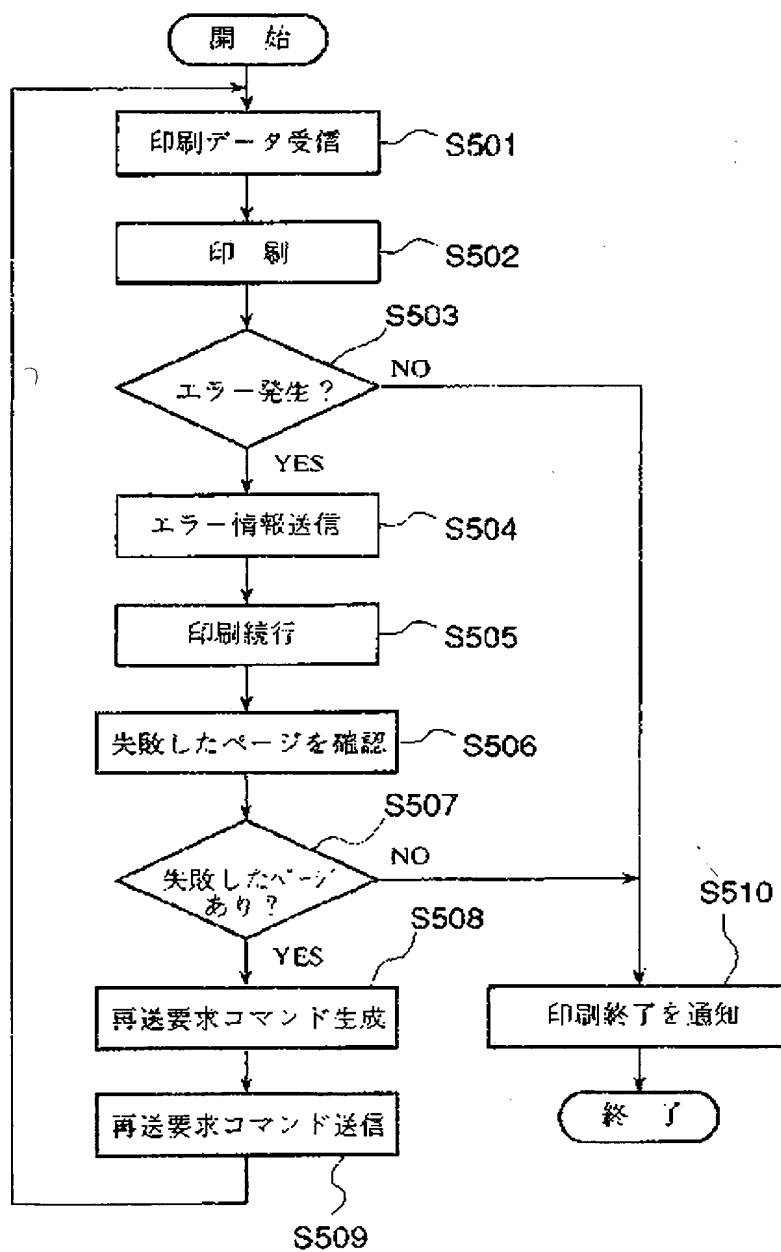 開 始
印刷データ受信
S501
印 刷
S502
S503
エラー発生？
NO
YES
エラー情報送信
S504
印刷続行
S505
失敗したページを確認
S506
S507
失敗したページ
あり？
NO
YES
S508
再送要求コマンド生成
再送要求コマンド送信
S509
S510
印刷終了を通知
終 了